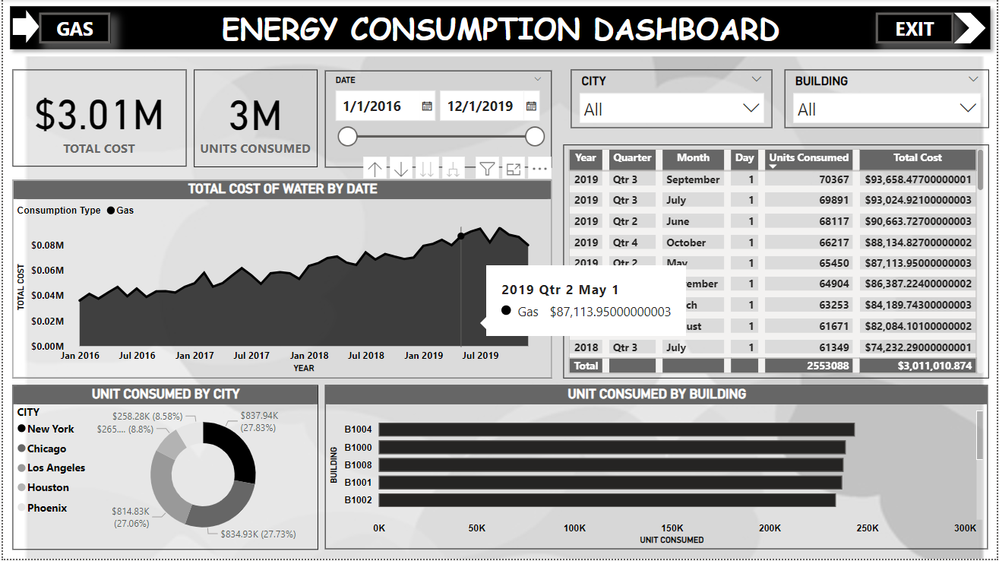 GAS
ENERGY CONSUMPTION DASHBOARD
EXIT
$3.01M
TOTAL COST
3M
UNITS CONSUMED
DATE
1/1/2016
12/1/2019
CITY
All
BUILDING
All
TOTAL COST OF WATER BY DATE
Consumption Type Gas
TOTAL COST
$0.08M
$0.06M
$0.04M
$0.02M
$0.00M
Jan 2016 Jul 2016 Jan 2017 Jul 2017 Jan 2018 Jul 2018 Jan 2019 Jul 2019
YEAR
2019 Qtr 2 May 1
Gas $87,113.95000000003
Year Quarter Month Day Units Consumed Total Cost
2019 Qtr 3 September 1 70367 $93,658.47700000001
2019 Qtr 3 July 1 69891 $93,024.92100000003
2019 Qtr 2 June 1 68117 $90,663.72700000003
2019 Qtr 4 October 1 66217 $88,134.82700000002
2019 Qtr 2 May 1 65450 $87,113.95000000003
ember 1 64904 $86,387.22400000002
ch 1 63253 $84,189.74300000003
ust 1 61671 $82,084.10100000002
2018 Qtr 3 July 1 61349 $74,232.29000000001
Total 2553088 $3,011,010.874
UNIT CONSUMED BY CITY
CITY
New York
Chicago
Los Angeles
Houston
Phoenix
$258.28K (8.58%)
$265.... (8.8%)
$837.94K
(27.83%)
$814.83K
(27.06%)
$834.93K (27.73%)
UNIT CONSUMED BY BUILDING
BUILDING
B1004
B1000
B1008
B1001
B1002
0K 50K 100K 150K 200K 250K 300K
UNIT CONSUMED